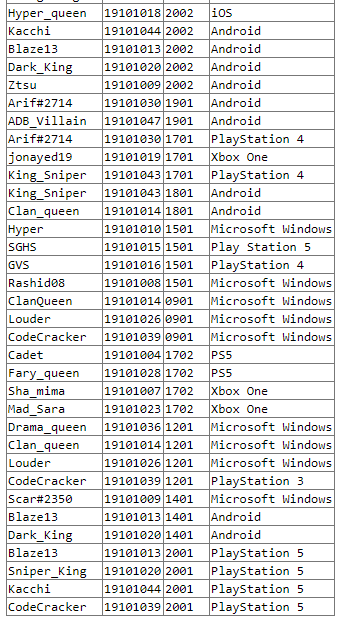 Hyper_queen 19101018 2002 iOS
Kacchi 19101044 2002 Android
Blaze13 19101013 2002 Android
Dark_King 19101020 2002 Android
Ztsu 19101009 2002 Android
Arif#2714 19101030 1901 Android
ADB_Villain 19101047 1901 Android
Arif#2714 19101030 1701 PlayStation 4
jonayed19 19101019 1701 Xbox One
King_Sniper 19101043 1701 PlayStation 4
King_Sniper 19101043 1801 Android
Clan_queen 19101014 1801 Android
Hyper 19101010 1501 Microsoft Windows
SGHS 19101015 1501 Play Station 5
GVS 19101016 1501 PlayStation 4
Rashid08 19101008 1501 Microsoft Windows
ClanQueen 19101014 0901 Microsoft Windows
Louder 19101026 0901 Microsoft Windows
CodeCracker 19101039 0901 Microsoft Windows
Cadet 19101004 1702 PS5
Fary_queen 19101028 1702 PS5
Sha_mima 19101007 1702 Xbox One
Mad_Sara 19101023 1702 Xbox One
Drama_queen 19101036 1201 Microsoft Windows
Clan_queen 19101014 1201 Microsoft Windows
Louder 19101026 1201 Microsoft Windows
CodeCracker 19101039 1201 PlayStation 3
Scar#2350 19101009 1401 Microsoft Windows
Blaze13 19101013 1401 Android
Dark_King 19101020 1401 Android
Blaze13 19101013 2001 PlayStation 5
Sniper_King 19101020 2001 PlayStation 5
Kacchi 19101044 2001 PlayStation 5
CodeCracker 19101039 2001 PlayStation 5